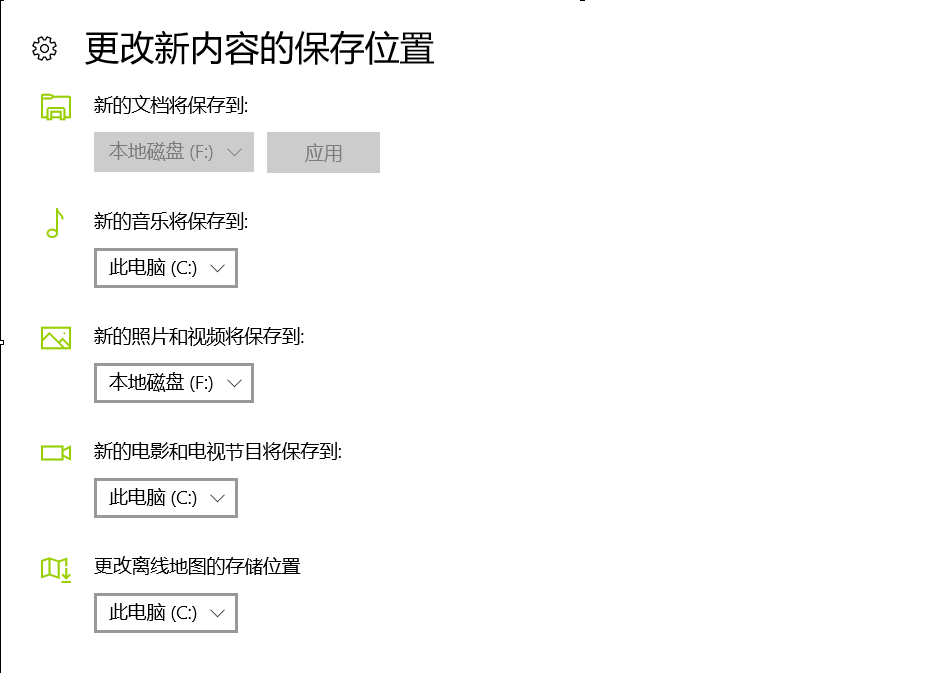 更改新内容的保存位置
新的文档将保存到:
本地磁盘 (F:) 应用
新的音乐将保存到:
此电脑 (C:)
新的照片和视频将保存到:
本地磁盘 (F:)
新的电影和电视节目将保存到:
此电脑 (C:)
更改离线地图的存储位置
此电脑 (C:)